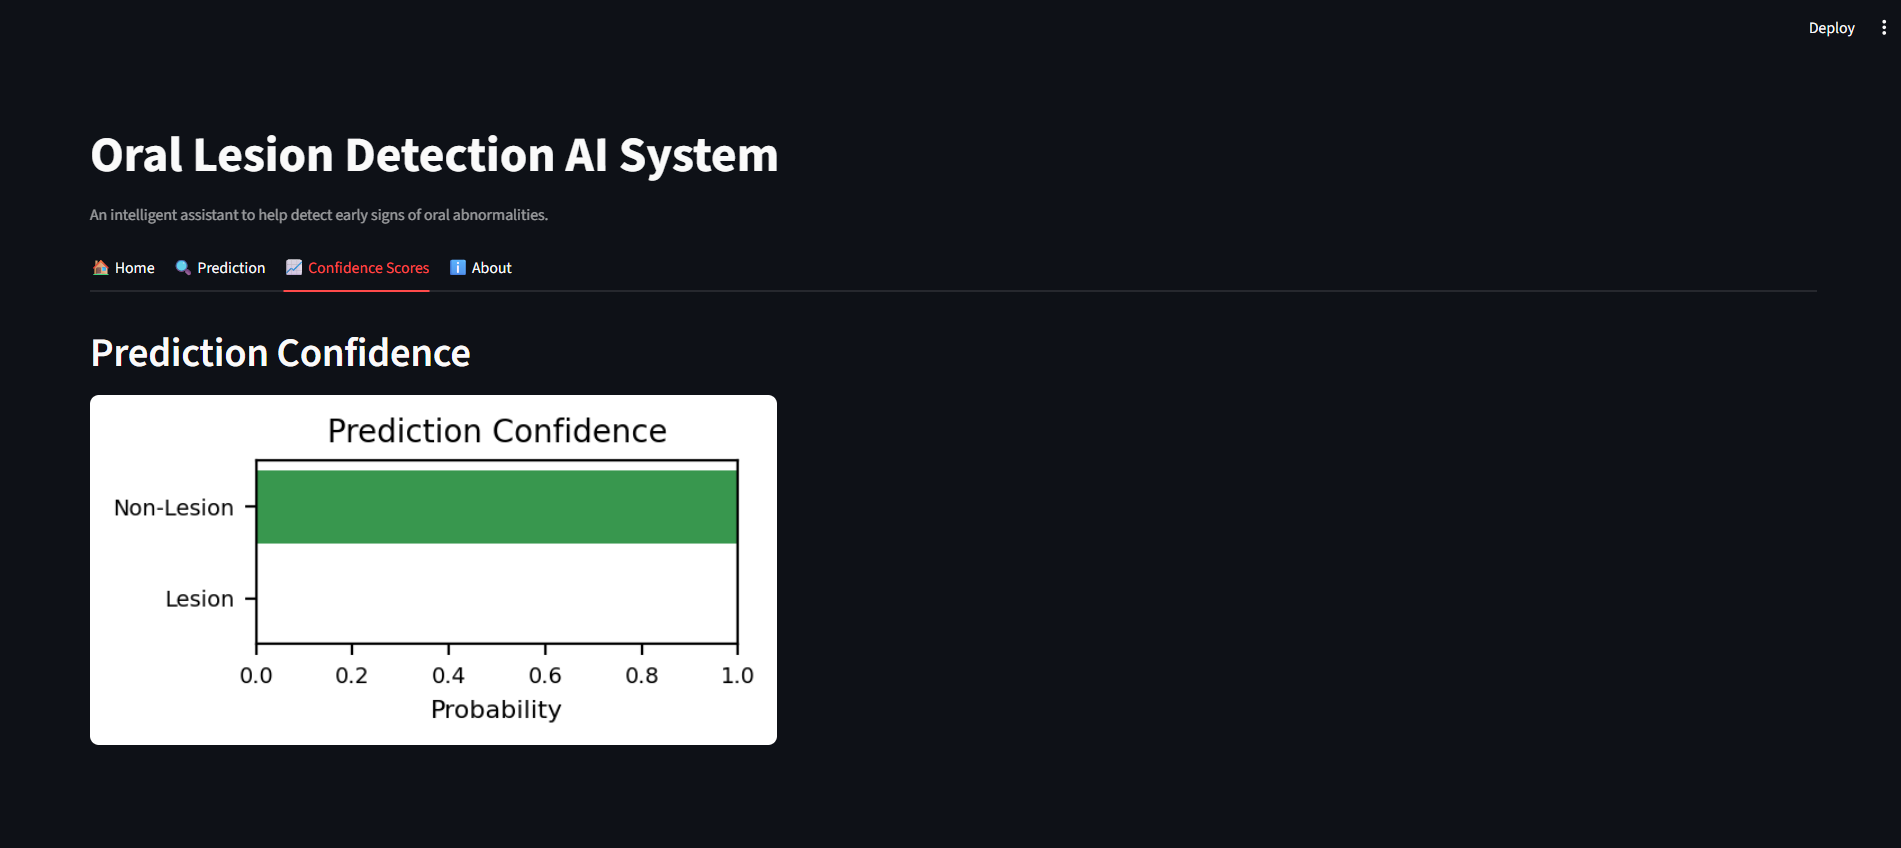 Deploy
Oral Lesion Detection AI System
An intelligent assistant to help detect early signs of oral abnormalities.
Home Prediction Confidence Scores About
Prediction Confidence
Prediction Confidence
Non-Lesion
Lesion
0.0 0.2 0.4 0.6 0.8 1.0
Probability